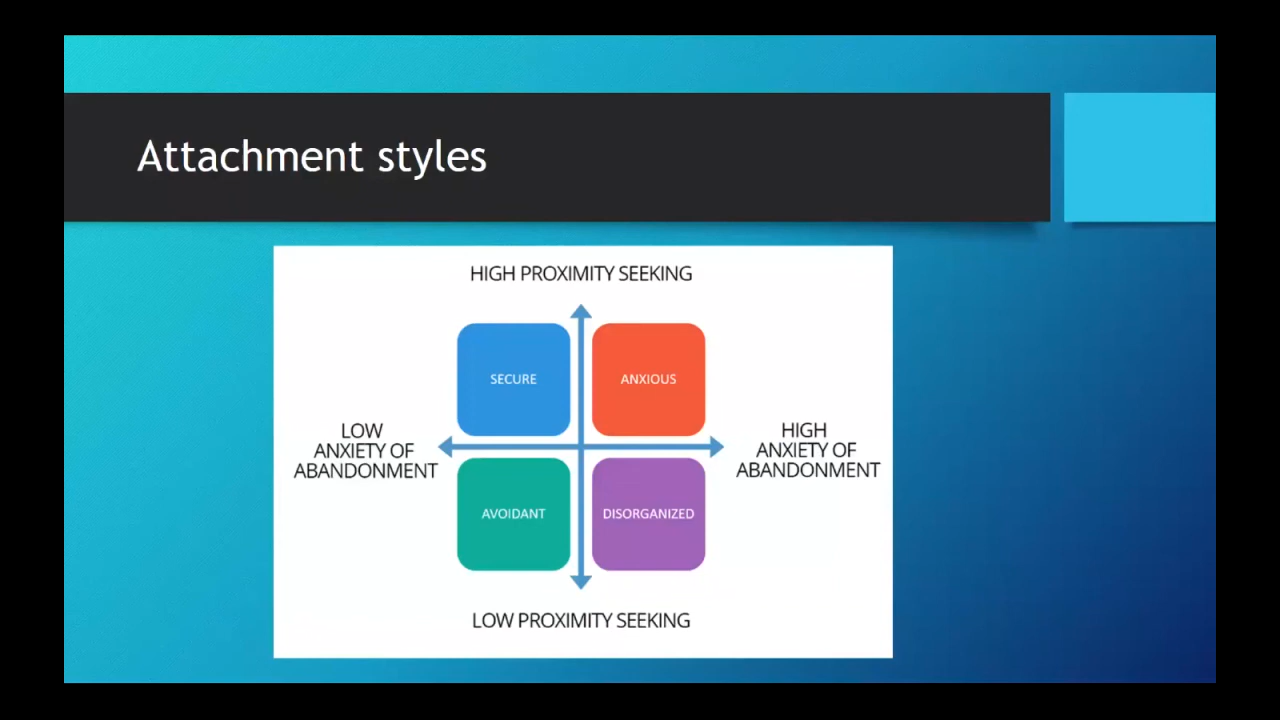 Attachment styles
HIGH PROXIMITY SEEKING
SECURE
ANXIOUS
LOW
ANXIETY OF
ABANDONMENT
HIGH
ANXIETY OF
ABANDONMENT
AVOIDANT
DISORGANIZED
LOW PROXIMITY SEEKING